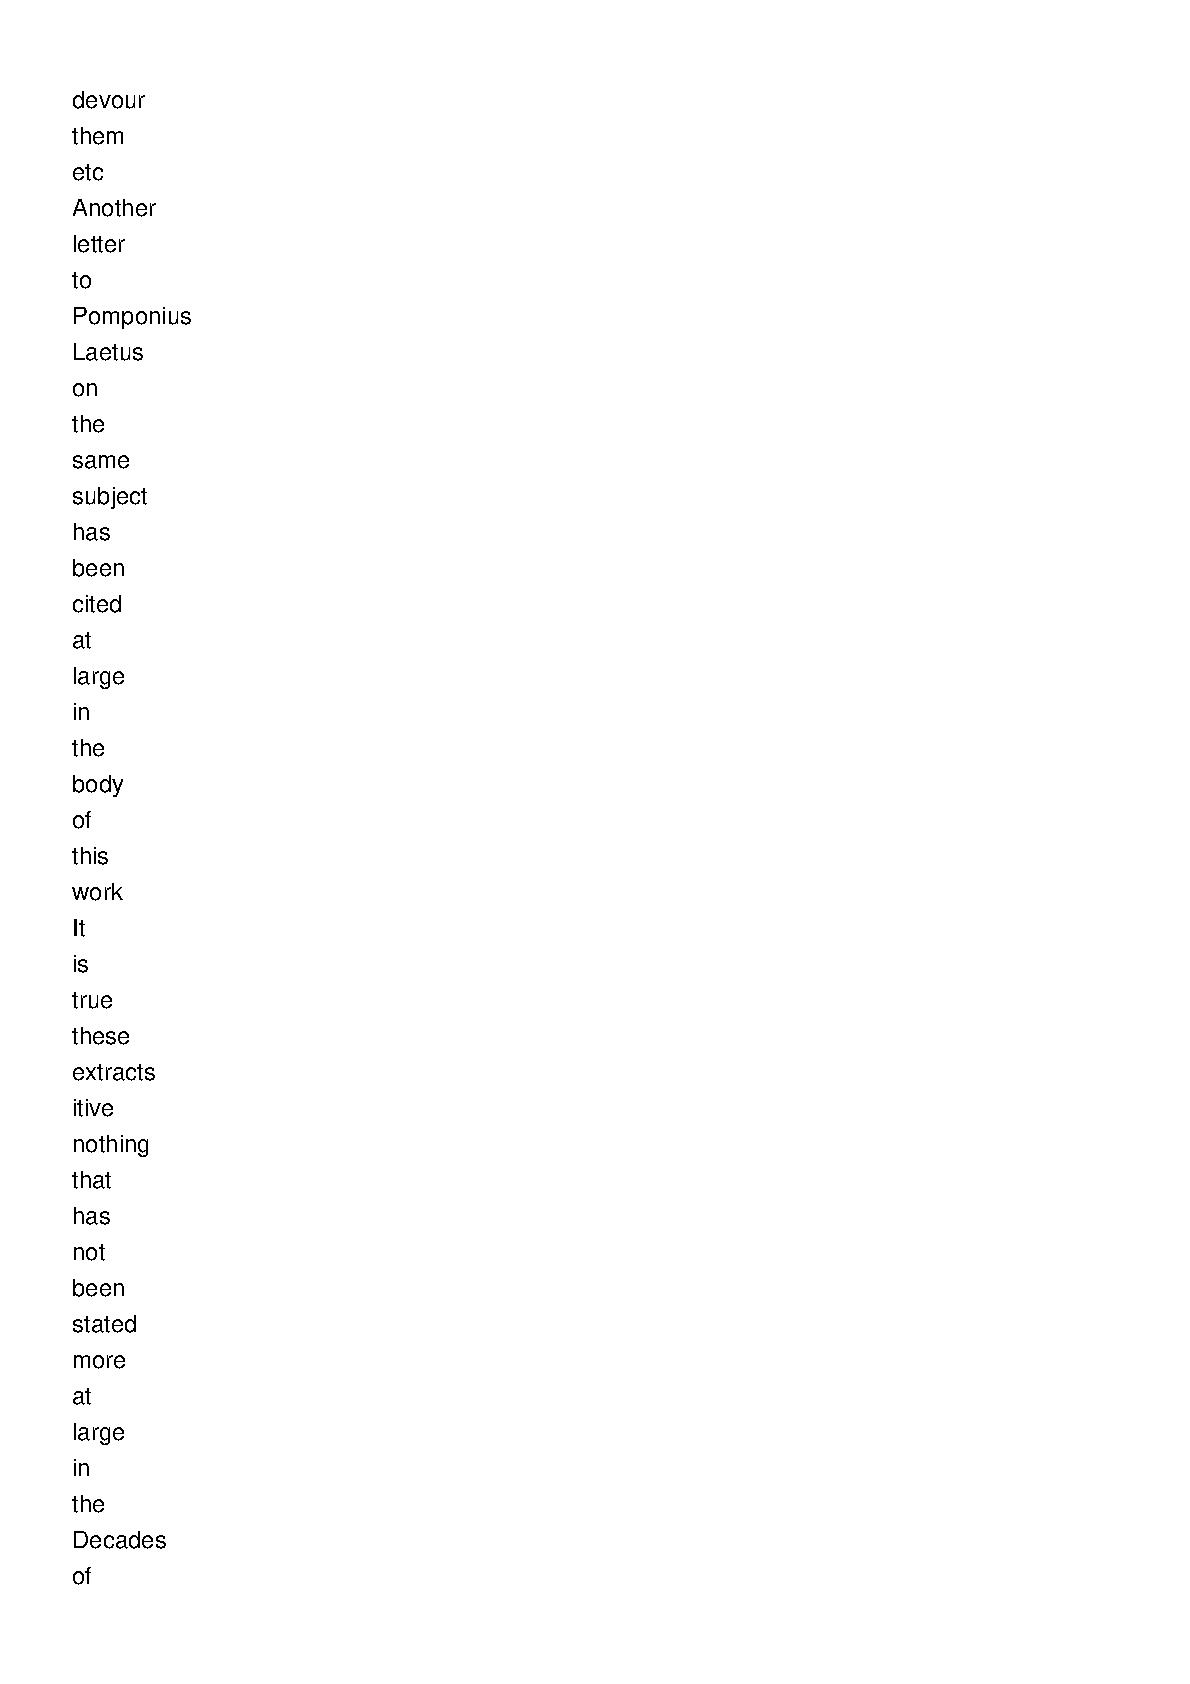 devour
them
etc
Another
letter
to
Pomponius
Laetus
on
the
same
subject
has
been
cited
at
large
in
the
body
of
this
work
It
is
true
these
extracts
itive
nothing
that
has
not
been
stated
more
at
large
in
the
Decades
of